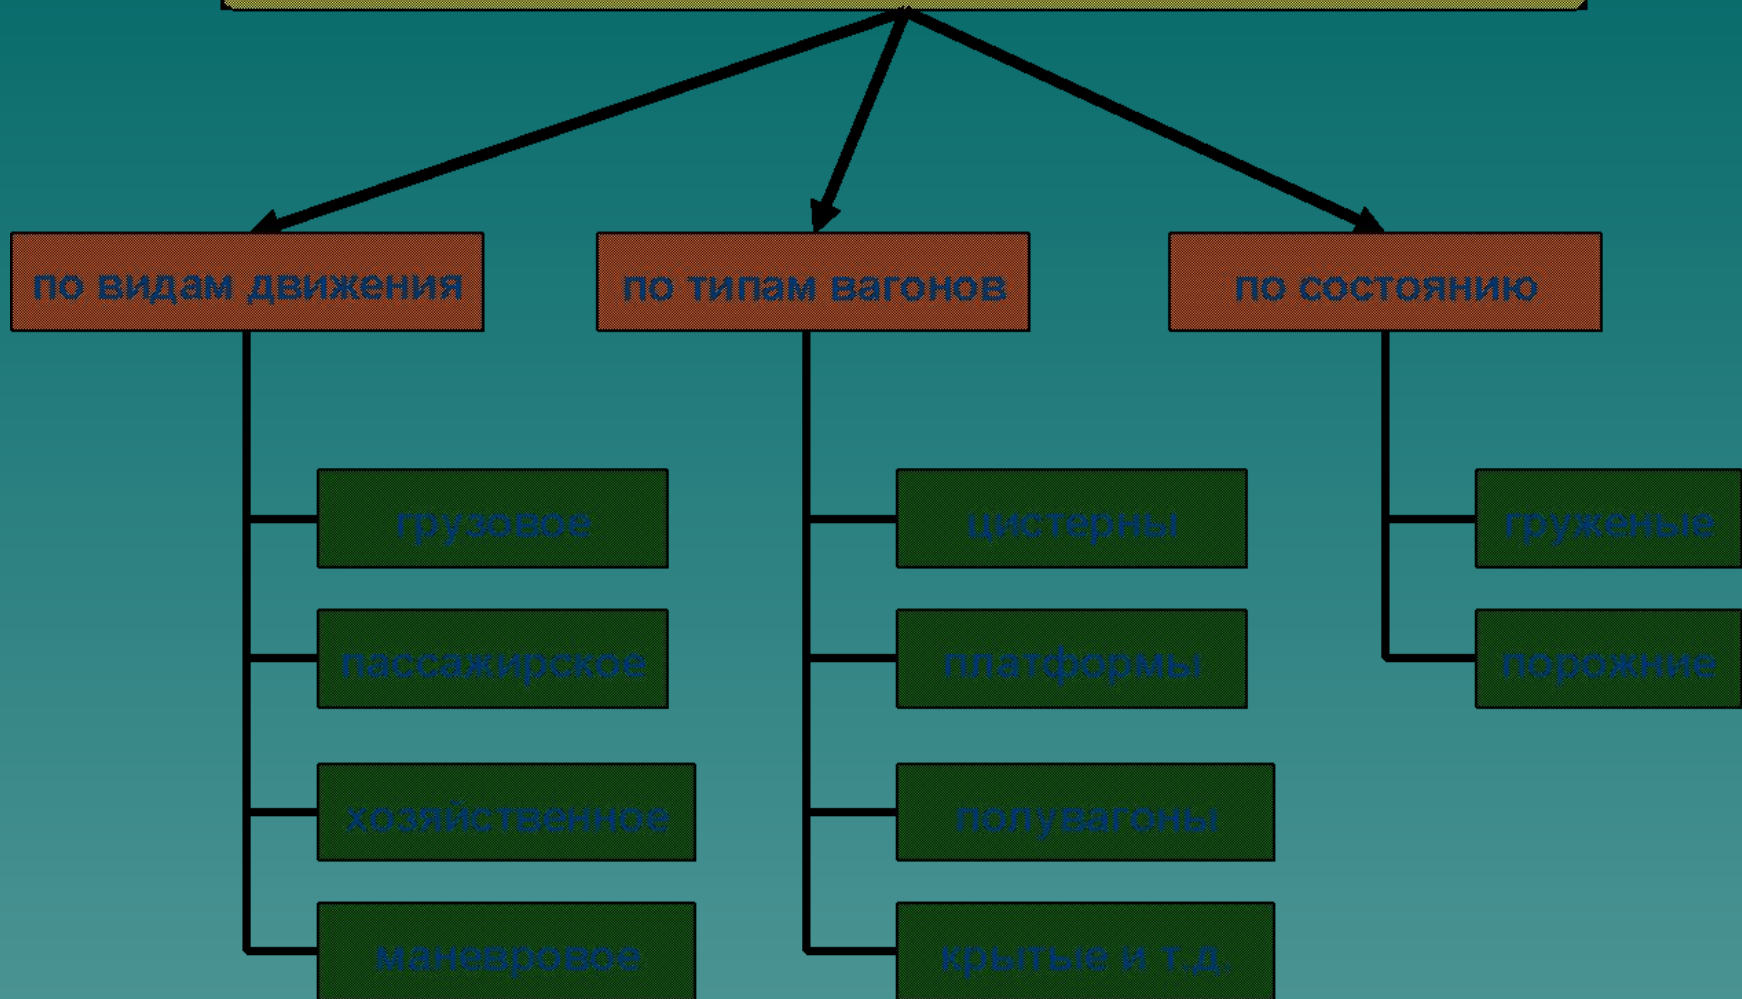 по видам движения
по типам вагонов
по состоянию
грузовое
пассажирское
хозяйственное
маневровое
цистерны
платформы
полувагоны
крытые и т.д.
груженые
порожние